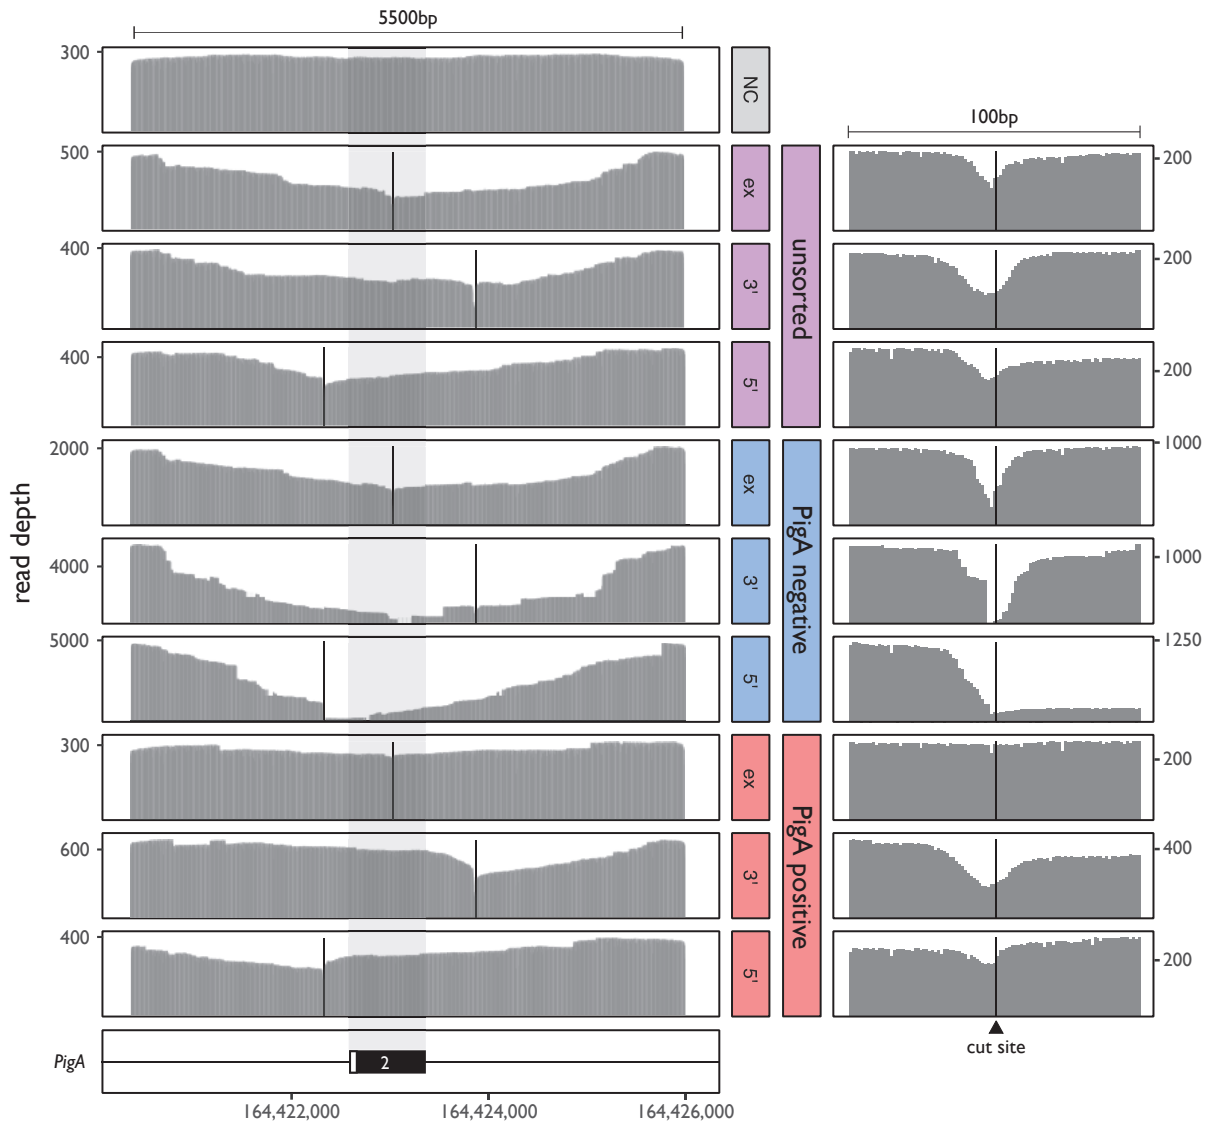 5500bp
300
NC
100bp
500
ex
200
400
3'
200
unsorted
400
5'
200
2000
ex
1000
read depth
4000
3'
1000
PigA negative
5000
5'
1250
300
ex
200
600
3'
400
PigA positive
400
5'
200
cut site
PigA
2
164,422,000 164,424,000 164,426,000